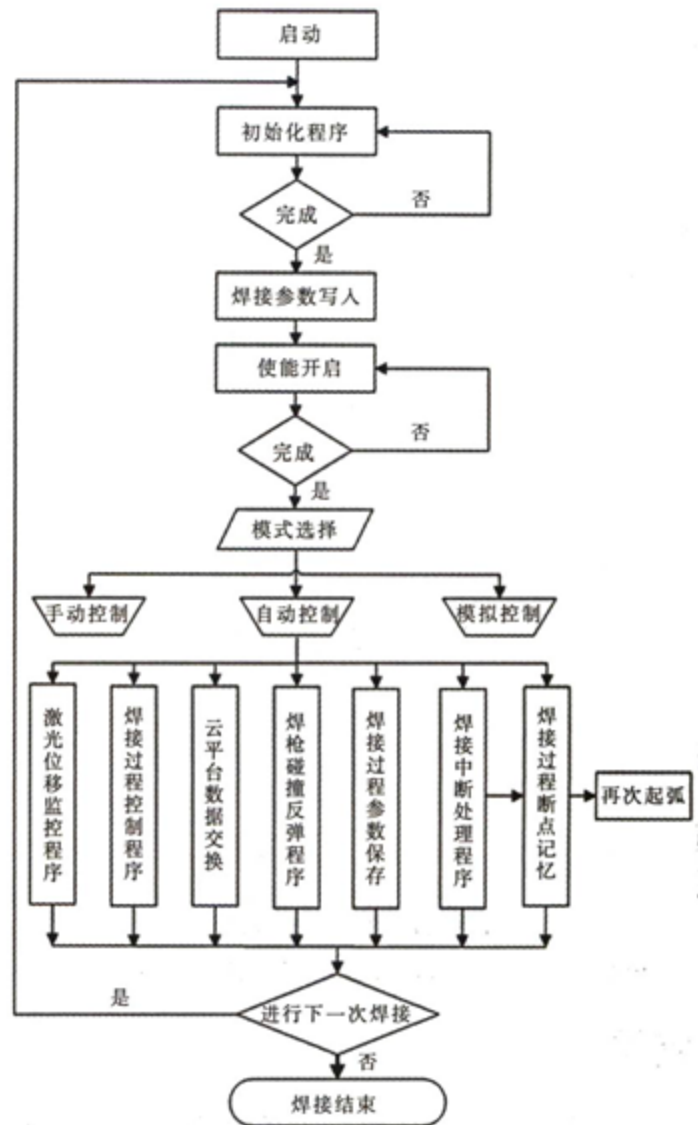 启动
初始化程序
否
完成
是
焊接参数写入
使能开启
否
完成
是
模式选择
手动控制
自动控制
模拟控制
激光位移监控程序
焊接过程控制程序
云平台数据交换
焊枪碰撞反弹程序
焊接过程参数保存
焊接中断处理程序
焊接过程断点记忆
再次起弧
是
进行下一次焊接
否
焊接结束